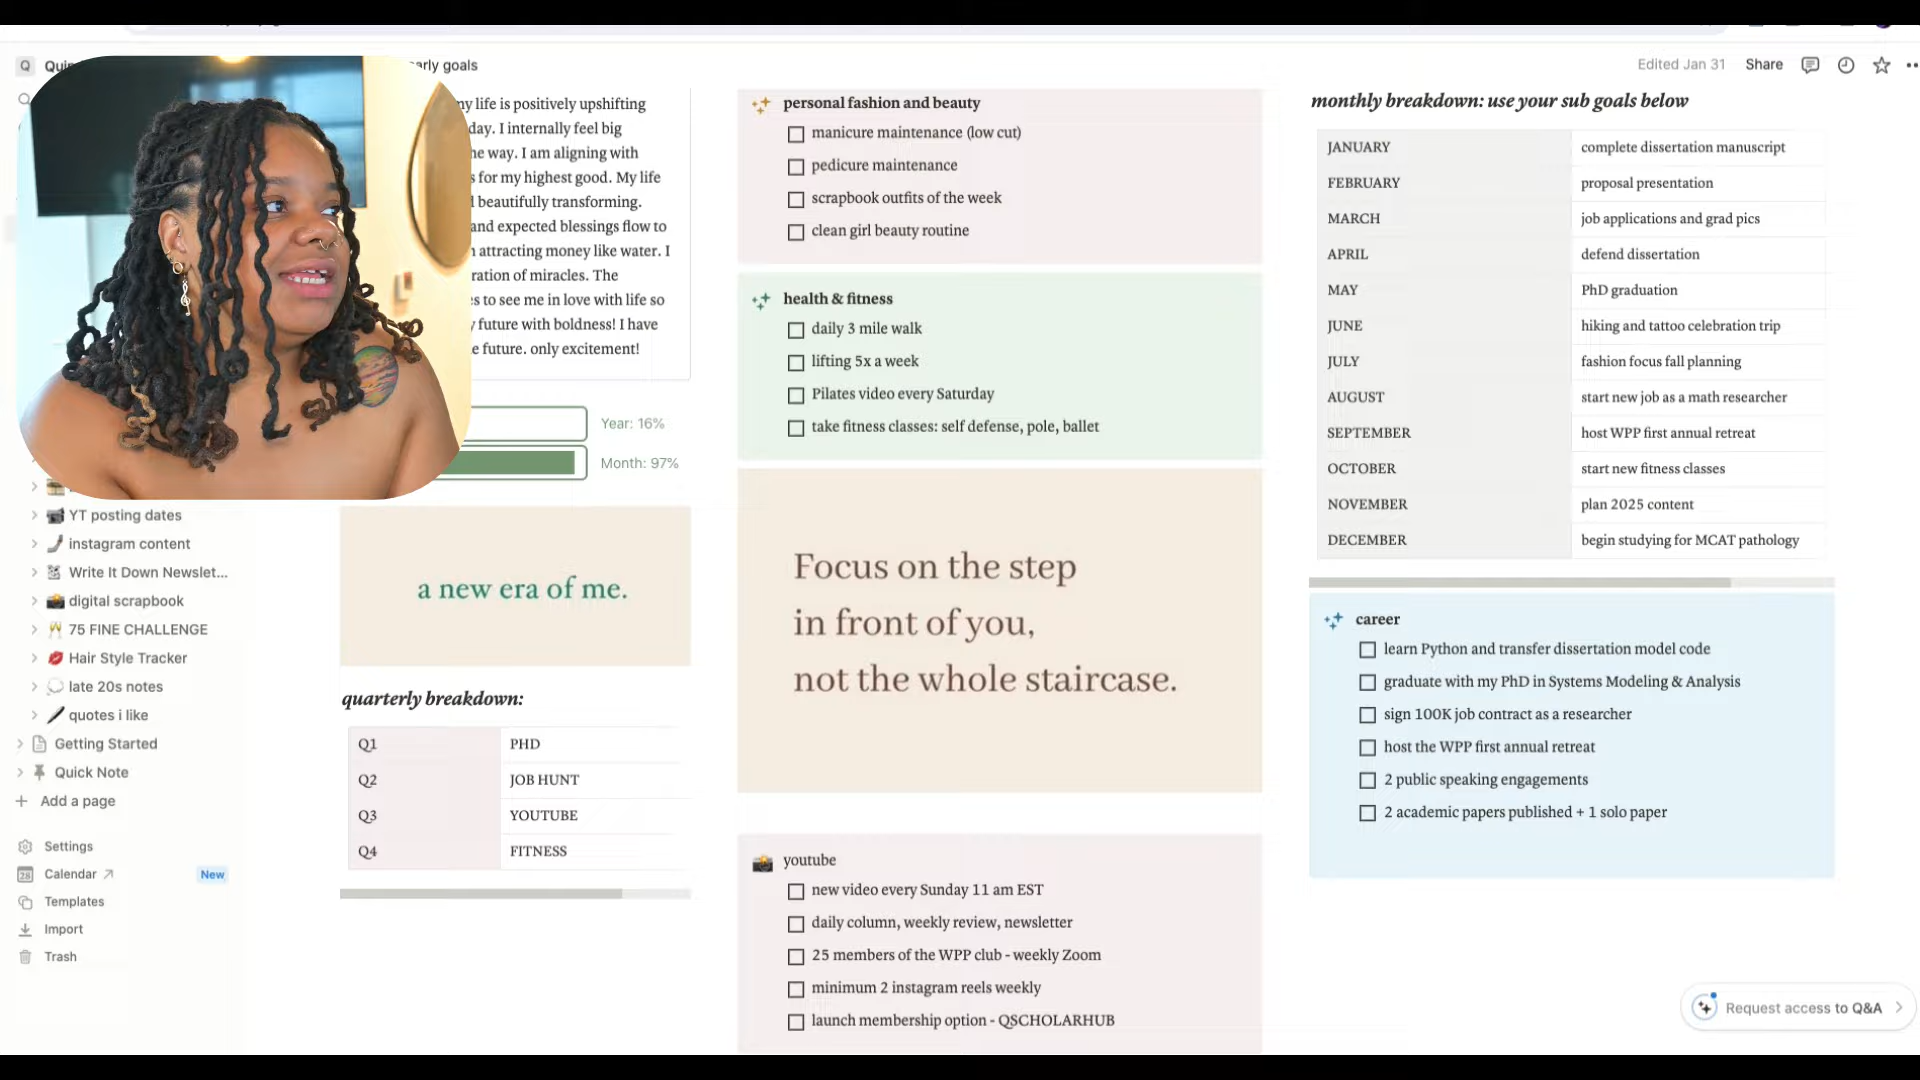 Q Qui
arly goals
Edited Jan 31
Share
my life is positively upshifting
day. I internally feel big
he way. I am aligning with
s for my highest good. My life
beautifully transforming.
and expected blessings flow to
attracting money like water. I
ration of miracles. The
es to see me in love with life so
future with boldness! I have
e future. only excitement!
Year: 16%
Month: 97%
YT posting dates
instagram content
Write It Down Newslet...
digital scrapbook
75 FINE CHALLENGE
Hair Style Tracker
late 20s notes
quotes i like
Getting Started
Quick Note
Add a page
Settings
28 Calendar
New
Templates
Import
Trash
a new era of me.
quarterly breakdown:
Q1 PHD
Q2 JOB HUNT
Q3 YOUTUBE
Q4 FITNESS
personal fashion and beauty
manicure maintenance (low cut)
pedicure maintenance
scrapbook outfits of the week
clean girl beauty routine
health & fitness
daily 3 mile walk
lifting 5x a week
Pilates video every Saturday
take fitness classes: self defense, pole, ballet
Focus on the step
in front of you,
not the whole staircase.
youtube
new video every Sunday 11 am EST
daily column, weekly review, newsletter
25 members of the WPP club - weekly Zoom
minimum 2 instagram reels weekly
launch membership option - QSCHOLARHUB
monthly breakdown: use your sub goals below
JANUARY complete dissertation manuscript
FEBRUARY proposal presentation
MARCH job applications and grad pics
APRIL defend dissertation
MAY PhD graduation
JUNE hiking and tattoo celebration trip
JULY fashion focus fall planning
AUGUST start new job as a math researcher
SEPTEMBER host WPP first annual retreat
OCTOBER start new fitness classes
NOVEMBER plan 2025 content
DECEMBER begin studying for MCAT pathology
career
learn Python and transfer dissertation model code
graduate with my PhD in Systems Modeling & Analysis
sign 100K job contract as a researcher
host the WPP first annual retreat
2 public speaking engagements
2 academic papers published + 1 solo paper
Request access to Q&A